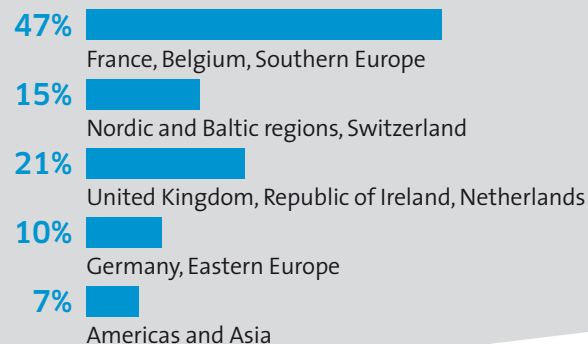 47%
France, Belgium, Southern Europe
15%
Nordic and Baltic regions, Switzerland
21%
United Kingdom, Republic of Ireland, Netherlands
10%
Germany, Eastern Europe
7%
Americas and Asia